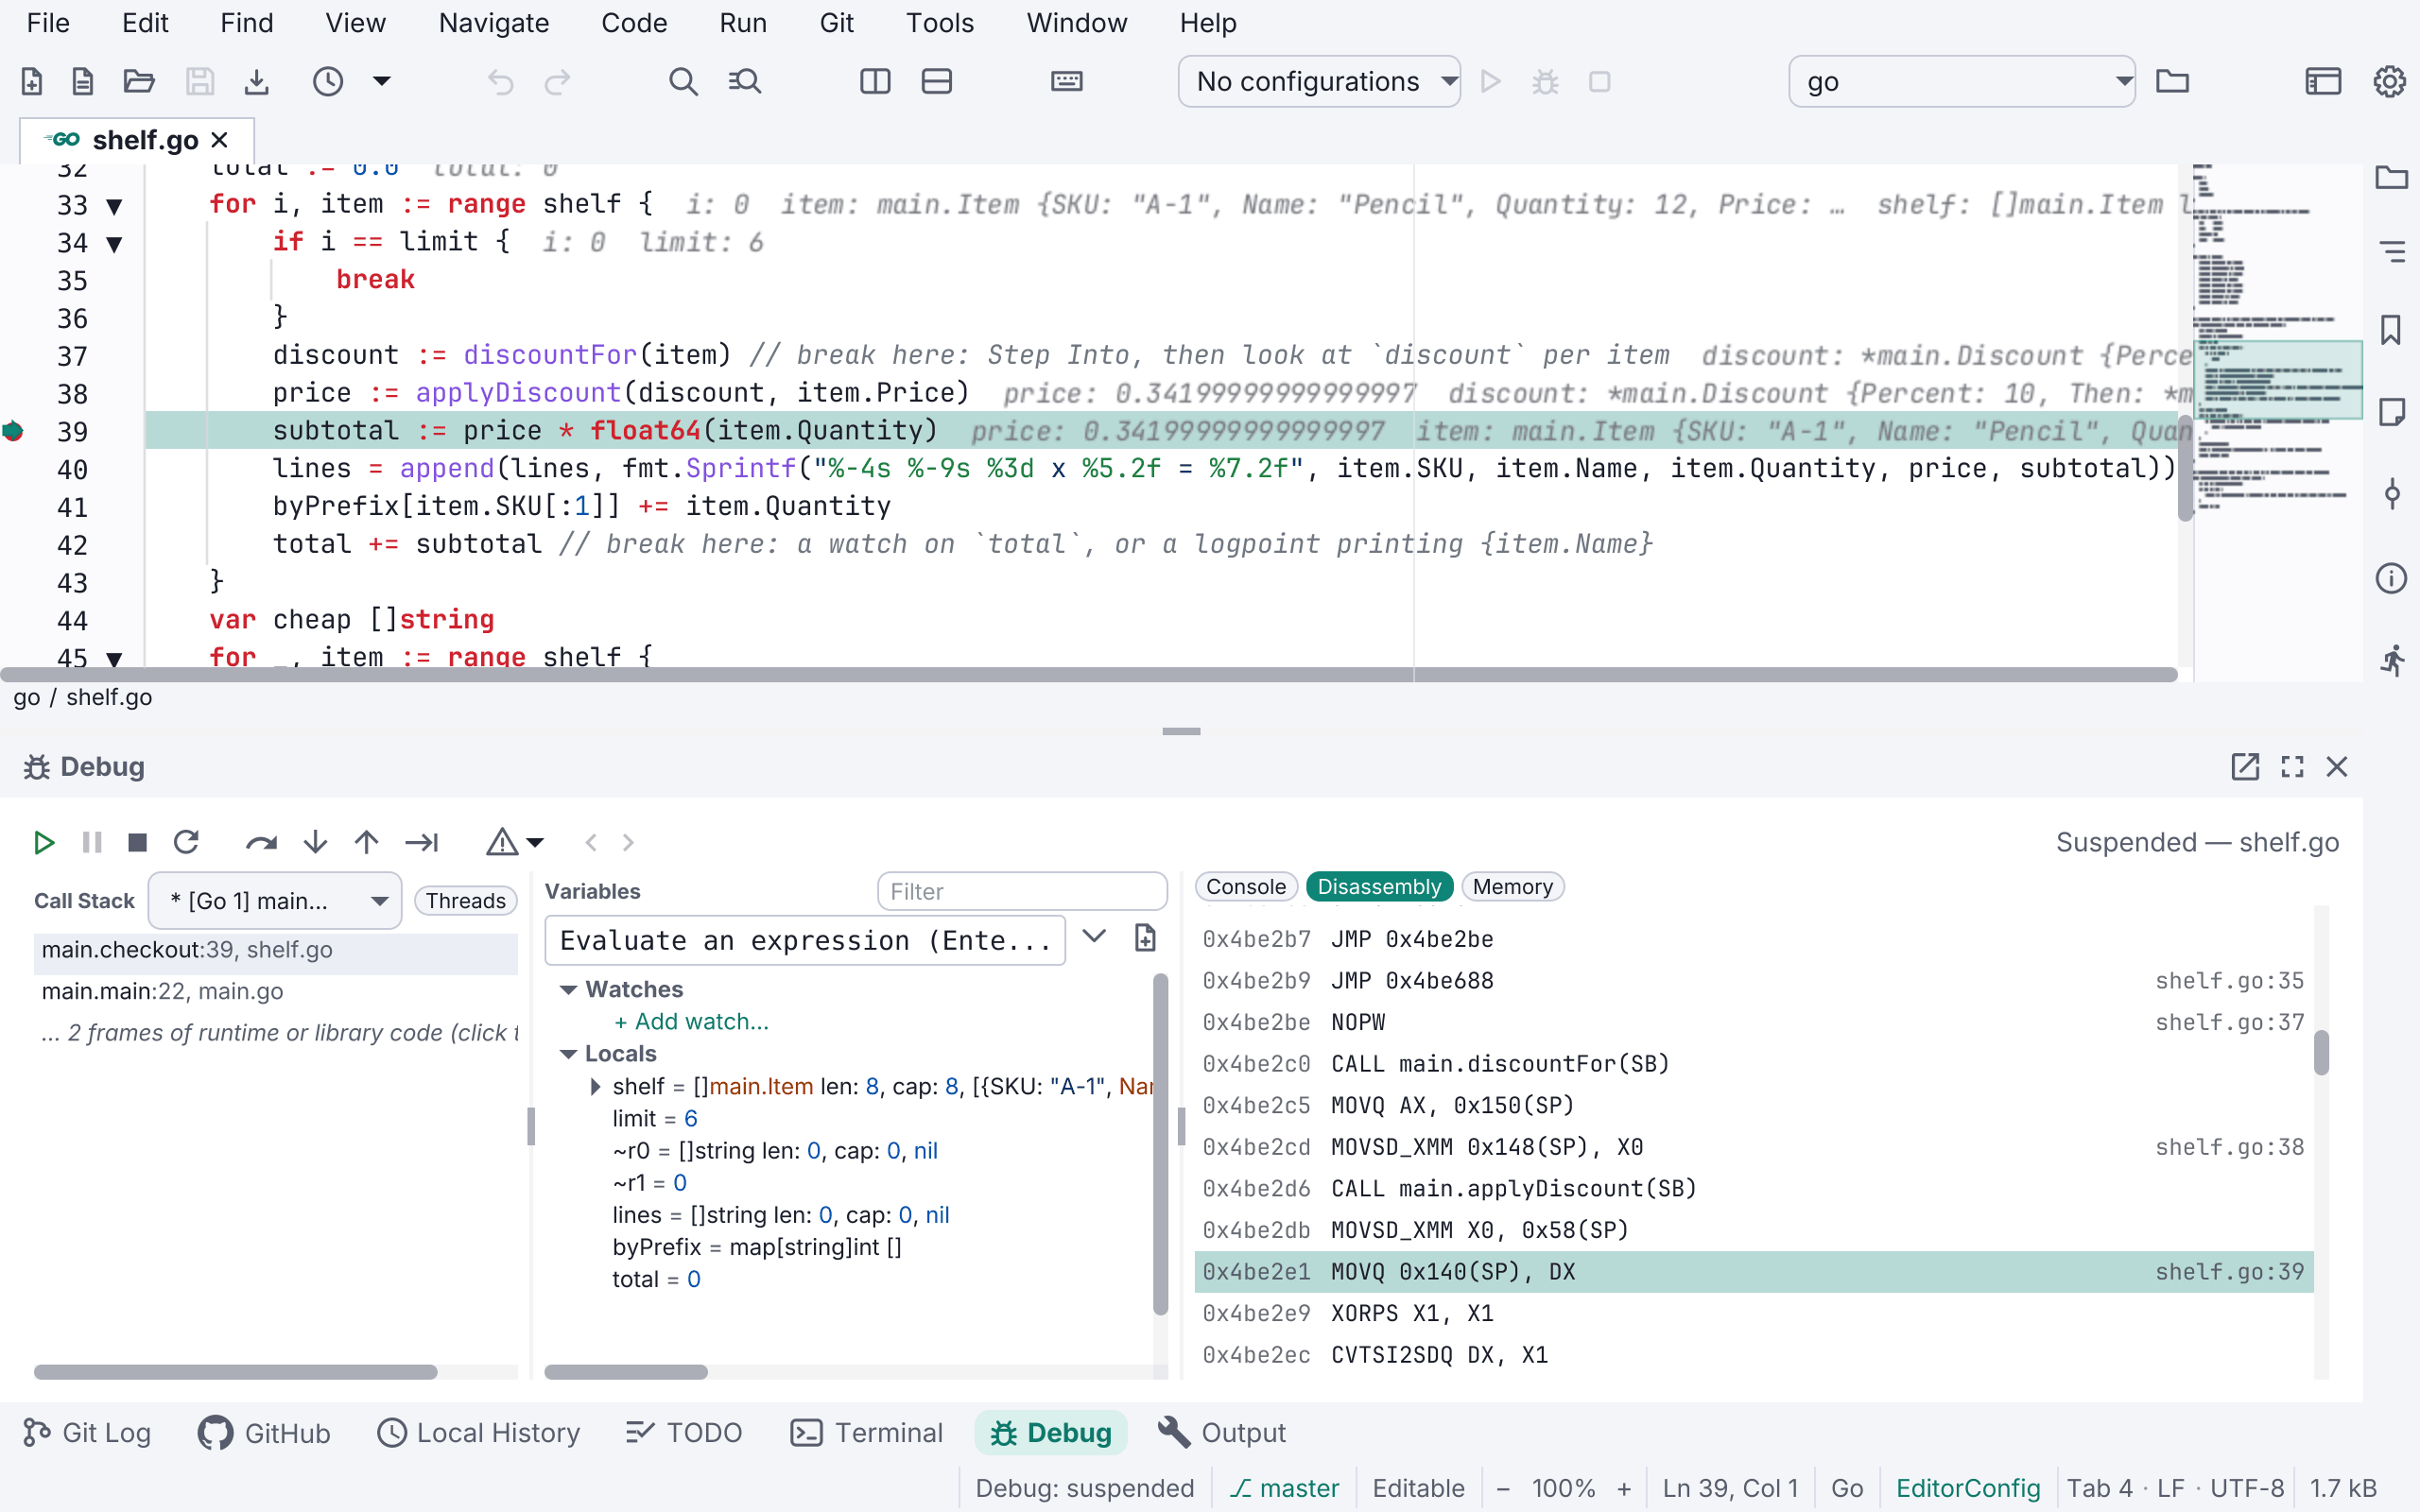 File Edit Find View Navigate Code Run Git Tools Window Help
No configurations go
GO shelf.go
32 total := 0.0 total: 0
33 for i, item := range shelf { i: 0 item: main.Item {SKU: "A-1", Name: "Pencil", Quantity: 12, Price: … shelf: []main.Item l
34 if i == limit { i: 0 limit: 6
35 break
36 }
37 discount := discountFor(item) // break here: Step Into, then look at `discount` per item discount: *main.Discount {Perce
38 price := applyDiscount(discount, item.Price) price: 0.34199999999999997 discount: *main.Discount {Percent: 10, Then: *m
39 subtotal := price * float64(item.Quantity) price: 0.34199999999999997 item: main.Item {SKU: "A-1", Name: "Pencil", Quan
40 lines = append(lines, fmt.Sprintf("%-4s %-9s %3d x %5.2f = %7.2f", item.SKU, item.Name, item.Quantity, price, subtotal))
41 byPrefix[item.SKU[:1]] += item.Quantity
42 total += subtotal // break here: a watch on `total`, or a logpoint printing {item.Name}
43 }
44 var cheap []string
45 for _, item := range shelf {
go / shelf.go
Debug
Suspended — shelf.go
Call Stack * [Go 1] main... Threads
main.checkout:39, shelf.go
main.main:22, main.go
... 2 frames of runtime or library code (click t
Variables Filter
Evaluate an expression (Ente...
Watches
+ Add watch...
Locals
shelf = []main.Item len: 8, cap: 8, [{SKU: "A-1", Nar
limit = 6
~r0 = []string len: 0, cap: 0, nil
~r1 = 0
lines = []string len: 0, cap: 0, nil
byPrefix = map[string]int []
total = 0
Console Disassembly Memory
0x4be2b7 JMP 0x4be2be
0x4be2b9 JMP 0x4be688 shelf.go:35
0x4be2be NOPW shelf.go:37
0x4be2c0 CALL main.discountFor(SB)
0x4be2c5 MOVQ AX, 0x150(SP)
0x4be2cd MOVSD_XMM 0x148(SP), X0 shelf.go:38
0x4be2d6 CALL main.applyDiscount(SB)
0x4be2db MOVSD_XMM X0, 0x58(SP)
0x4be2e1 MOVQ 0x140(SP), DX shelf.go:39
0x4be2e9 XORPS X1, X1
0x4be2ec CVTSI2SDQ DX, X1
Git Log GitHub Local History TODO Terminal Debug Output
Debug: suspended master Editable − 100% + Ln 39, Col 1 Go EditorConfig Tab 4 · LF · UTF-8 1.7 kB